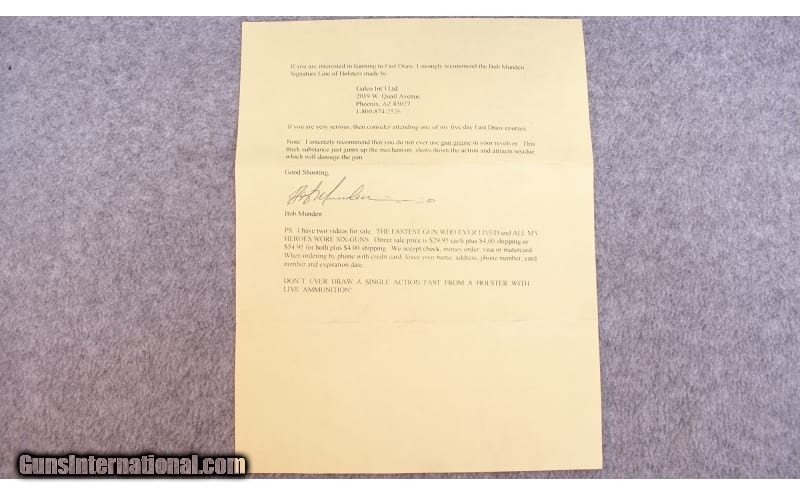 If you are interested in learning to Fast Draw, I strongly recommend the Bob Munden
Signature Line of Holsters made by:
Galco Int'l Ltd.
2019 W. Quail Avenue
Phoenix, AZ 85027
1-800-874-2526
If you are very serious, then consider attending one of my five day Fast Draw courses.
Note: I sincerely recommend that you do not ever use gun grease in your revolver. This
thick substance just gums up the mechanism, slows down the action and attracts residue
which will damage the gun.
Good Shooting,
Bob Munden
Bob Munden
PS: I have two videos for sale. THE FASTEST GUN WHO EVER LIVED and ALL MY
HEROES WORE SIX-GUNS. Direct sale price is $29.95 each plus $4.00 shipping or
$54.95 for both plus $4.00 shipping. We accept check, money order, visa or mastercard.
When ordering by phone with credit card, leave your name, address, phone number, card
number and expiration date.
DON'T EVER DRAW A SINGLE ACTION FAST FROM A HOLSTER WITH
LIVE AMMUNITION!
GunsInternational.com